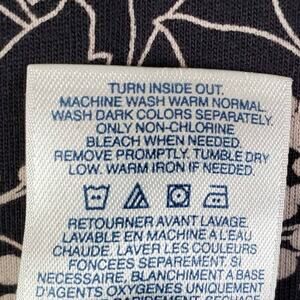 TURN INSIDE OUT.
MACHINE WASH WARM NORMAL.
WASH DARK COLORS SEPARATELY.
ONLY NON-CHLORINE
BLEACH WHEN NEEDED.
REMOVE PROMPTLY. TUMBLE DRY
LOW. WARM IRON IF NEEDED.
RETOURNER AVANT LAVAGE.
LAVABLE EN MACHINE A L'EAU
CHAUDE. LAVER LES COULEURS
FONCÉES SEPAREMENT. SI
NECESSAIRE, BLANCHIMENT A BASE
D'AGENTS OXYGENES UNIQUEMENT